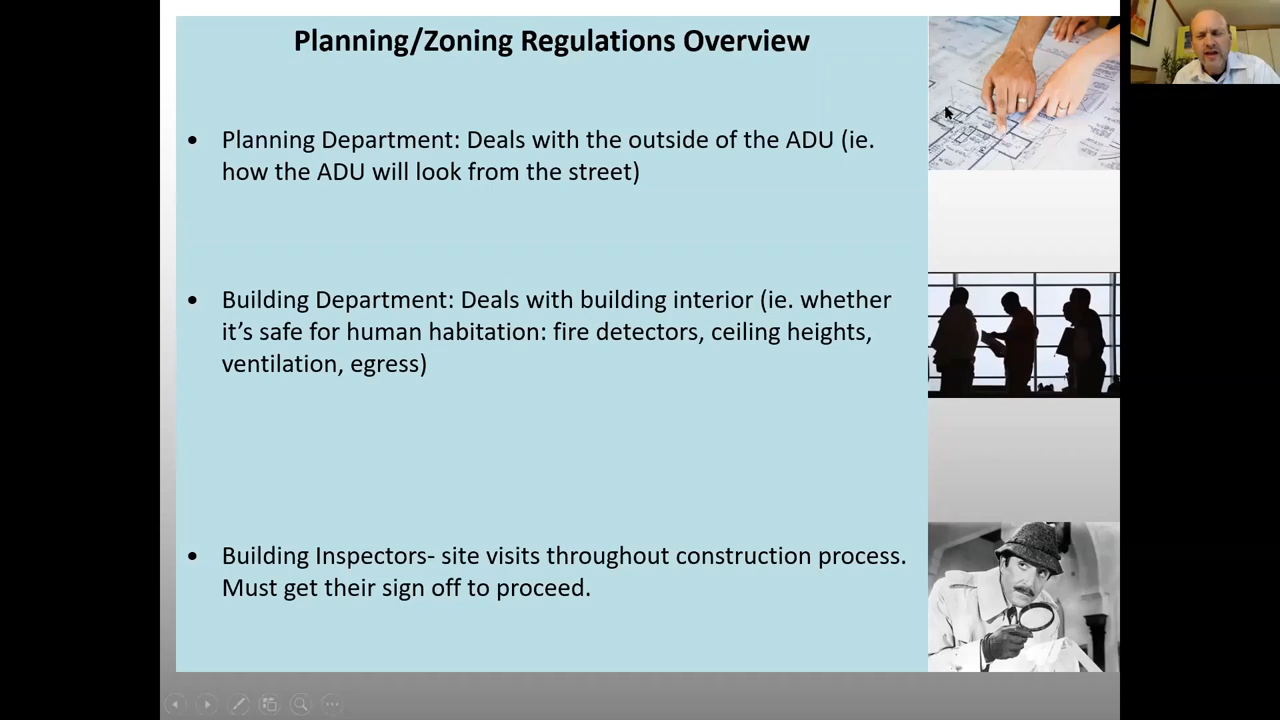 Planning/Zoning Regulations Overview
• Planning Department: Deals with the outside of the ADU (ie.
how the ADU will look from the street)
• Building Department: Deals with building interior (ie. whether
it’s safe for human habitation: fire detectors, ceiling heights,
ventilation, egress)
• Building Inspectors- site visits throughout construction process.
Must get their sign off to proceed.